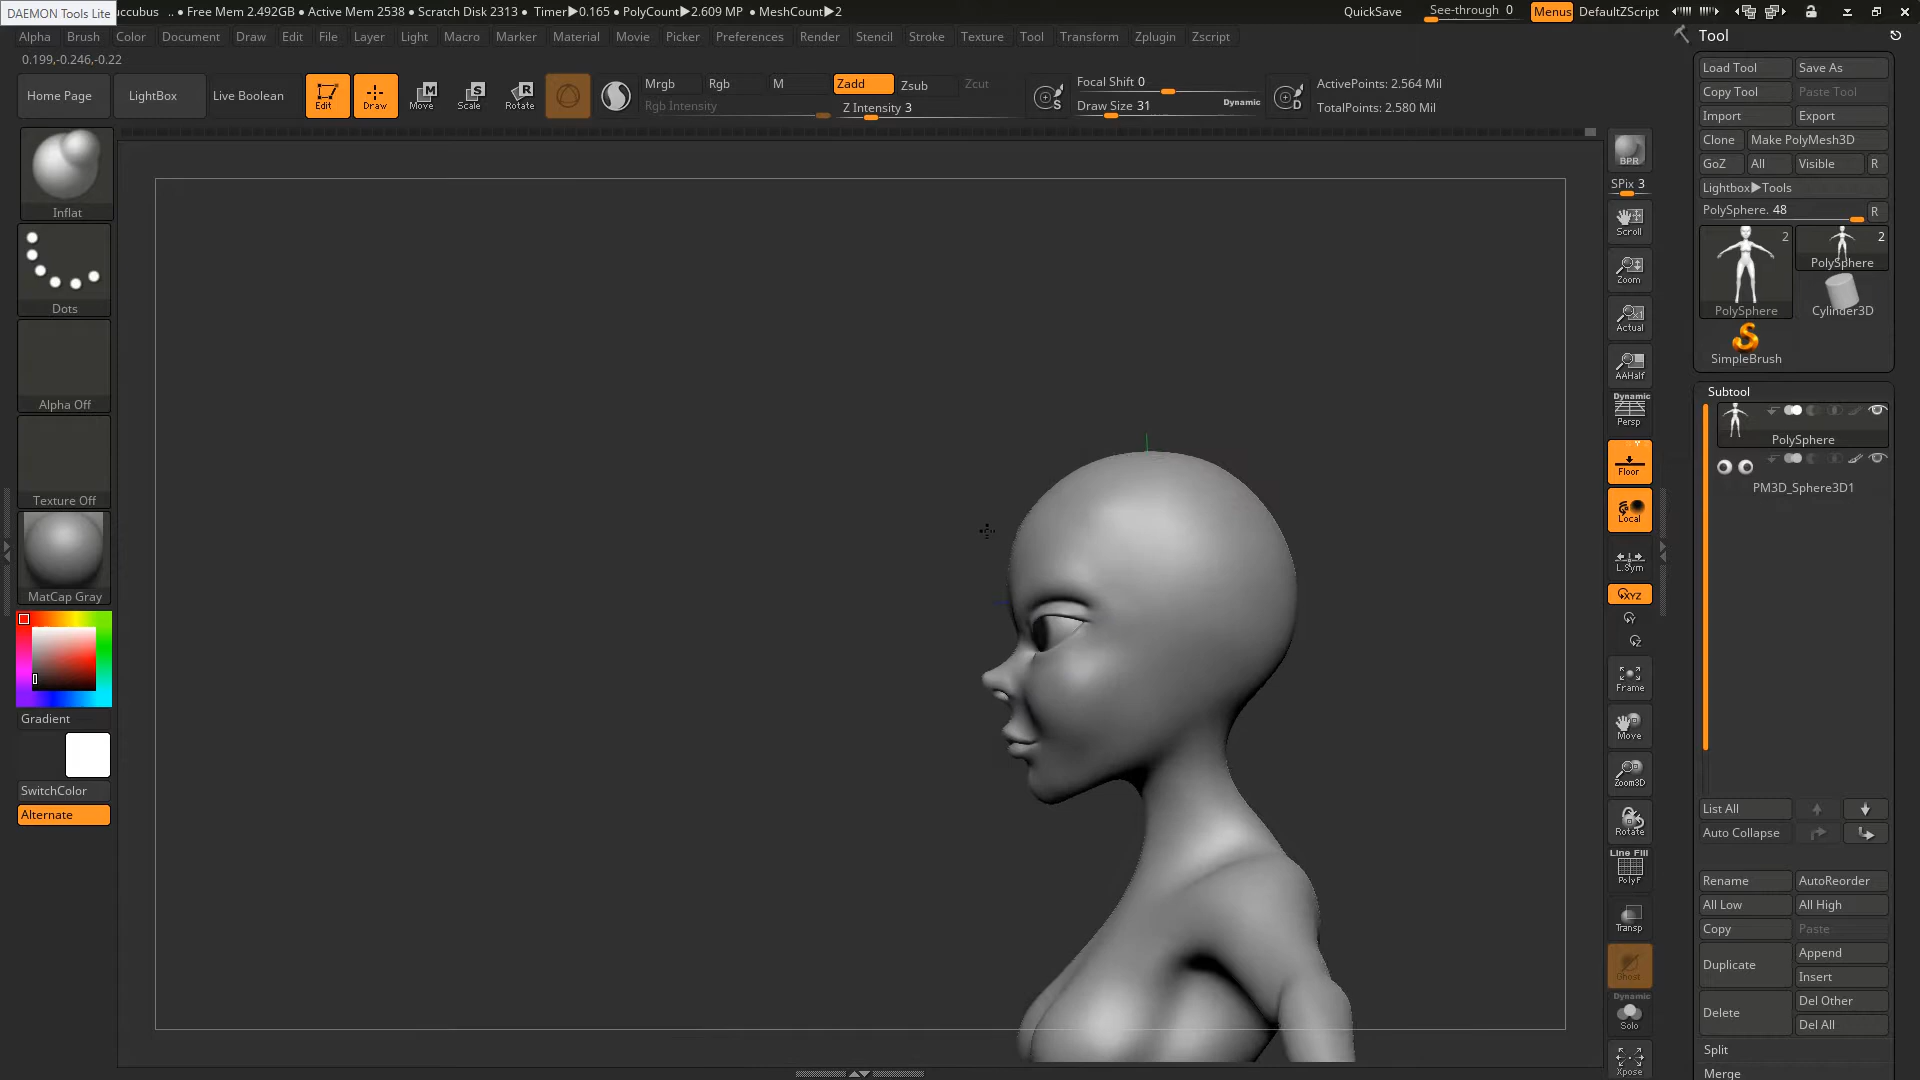 DAEMON Tools Lite
uccubus .. ● Free Mem 2.492GB ● Active Mem 2538 ● Scratch Disk 2313 ● Timer▶0.165 ● PolyCount▶2.609 MP ● MeshCount▶2
QuickSave See-through 0 Menus DefaultZScript
Alpha Brush Color Document Draw Edit File Layer Light Macro Marker Material Movie Picker Preferences Render Stencil Stroke Texture Tool Transform Zplugin Zscript
0.199,-0.246,-0.22
Home Page LightBox Live Boolean Edit Draw Move Scale Rotate
Mrgb Rgb M Zadd Zsub Zcut
Rgb Intensity Z Intensity 3
Focal Shift 0
Draw Size 31 Dynamic
S D
ActivePoints: 2.564 Mil
TotalPoints: 2.580 Mil
Inflat
Dots
Alpha Off
Texture Off
MatCap Gray
Gradient
SwitchColor
Alternate
BPR
SPix 3
Scroll
Zoom
Actual
AAHalf
Dynamic
Persp
Floor
Local
L.Sym
XYZ
Y
Z
Frame
Move
Zoom3D
Rotate
Line Fill
PolyF
Transp
Ghost
Dynamic
Solo
Xpose
Tool
Load Tool Save As
Copy Tool Paste Tool
Import Export
Clone Make PolyMesh3D
GoZ All Visible R
Lightbox▶Tools
PolySphere. 48 R
2 2
PolySphere
PolySphere Cylinder3D
SimpleBrush
Subtool
PolySphere
PM3D_Sphere3D1
List All
Auto Collapse
Rename AutoReorder
All Low All High
Copy Paste
Duplicate Append
Insert
Delete Del Other
Del All
Split
Merge